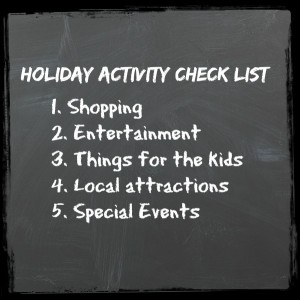 HOLIDAY ACTIVITY CHECK LIST
1. Shopping
2. Entertainment
3. Things for the kids
4. Local attractions
5. Special Events